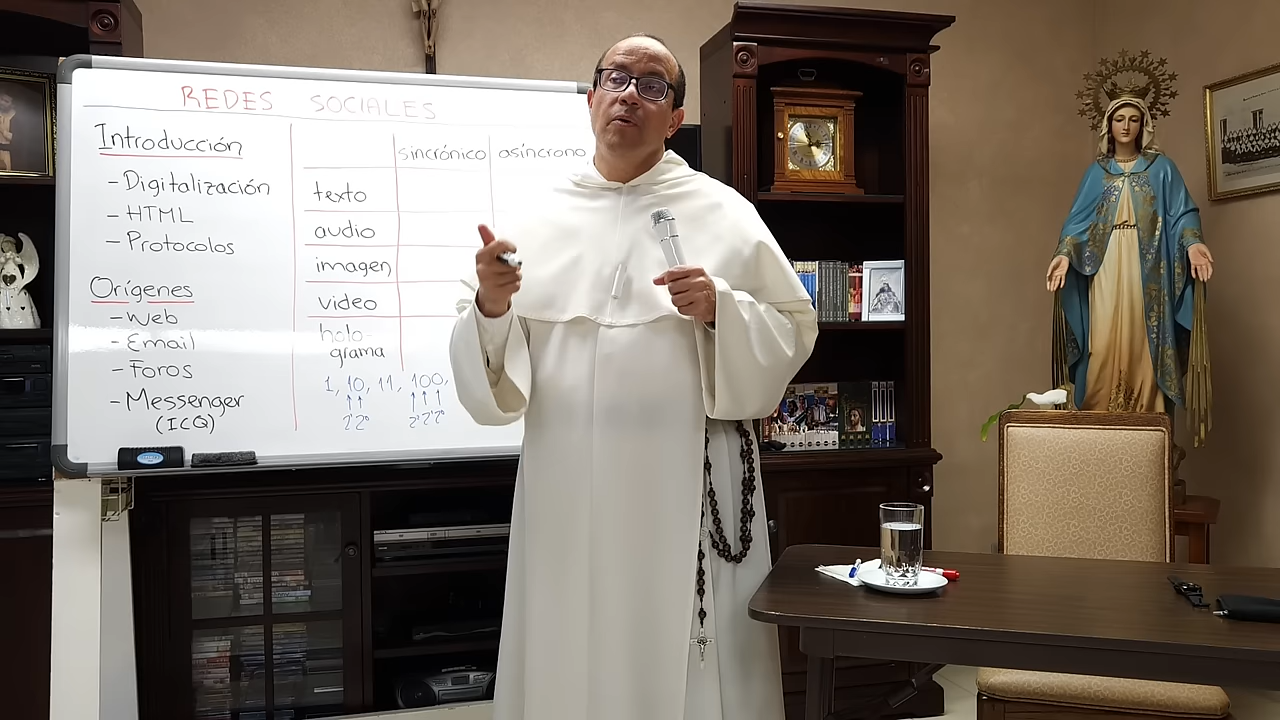 REDES SOCIALES
Introducción
- Digitalización
- HTML
- Protocolos
Orígenes
- Web
- Email
- Foros
- Messenger
(ICQ)
sincrónico asíncrono
texto
audio
imagen
video
holo-
grama
1, 10, 11, 100,